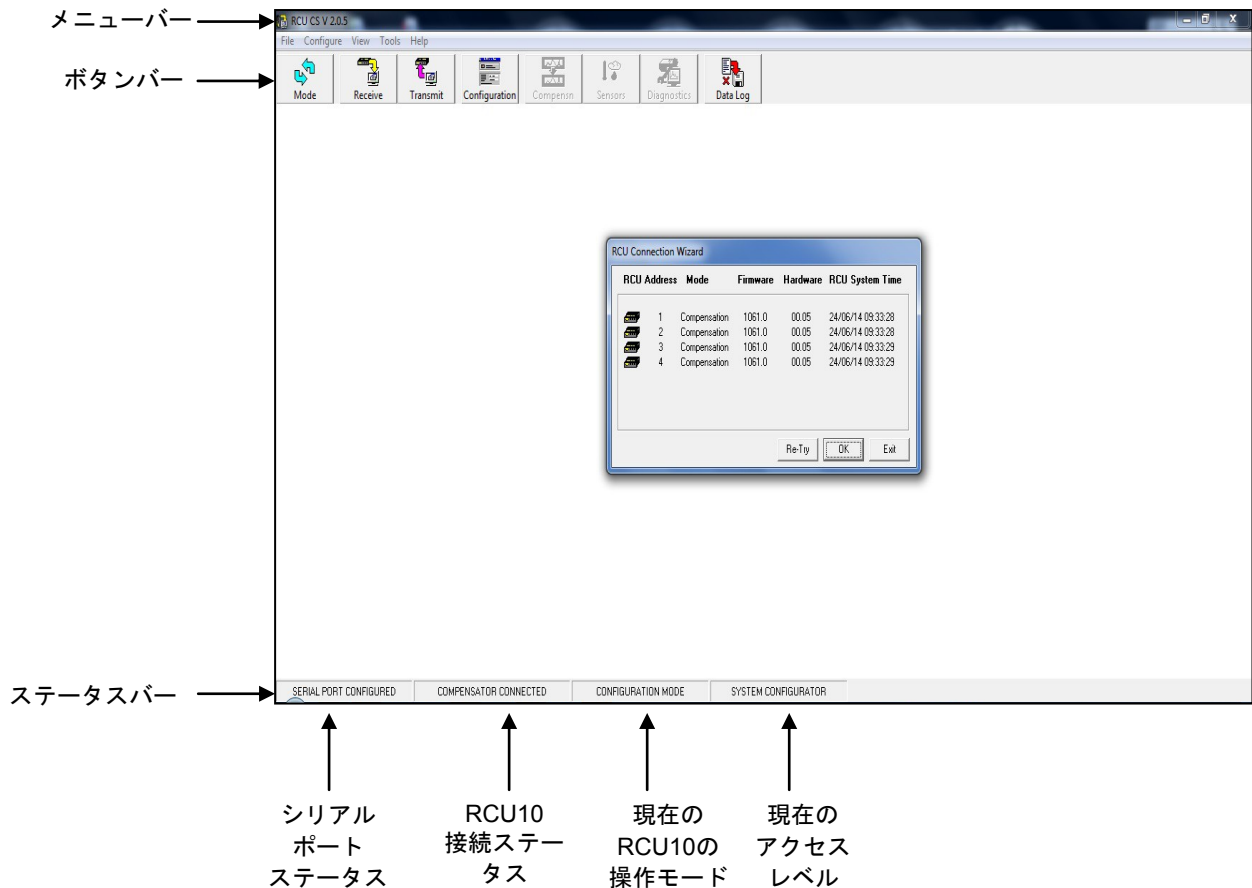 メニューバー
RCU CS V 2.0.5
File Configure View Tools Help
ボタンバー
Mode Receive Transmit Configuration Compensn Sensors Diagnostics Data Log
RCU Connection Wizard
RCU Address Mode Firmware Hardware RCU System Time
1 Compensation 1061.0 00.05 24/06/14 09:33:28
2 Compensation 1061.0 00.05 24/06/14 09:33:28
3 Compensation 1061.0 00.05 24/06/14 09:33:29
4 Compensation 1061.0 00.05 24/06/14 09:33:29
Re-Try OK Exit
ステータスバー
SERIAL PORT CONFIGURED COMPENSATOR CONNECTED CONFIGURATION MODE SYSTEM CONFIGURATOR
シリアル
ポート
ステータス
RCU10
接続ステー
タス
現在の
RCU10の
操作モード
現在の
アクセス
レベル